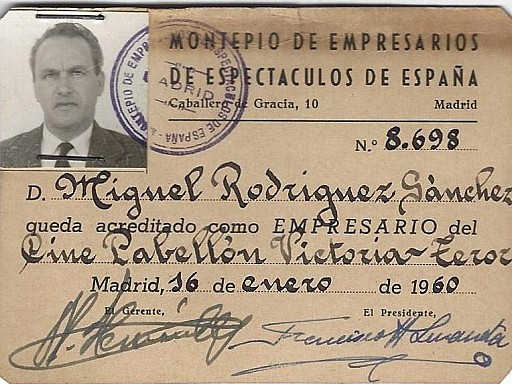 MONTEPIO DE EMPRESARIOS
DE ESPECTACULOS DE ESPAÑA
Caballero de Gracia, 10 Madrid
N.º 8.698
D. Miguel Rodriguez Sánchez
queda acreditado como EMPRESARIO del
Cine Pabellón Victoria-Teror
Madrid, 16 de enero de 1960
El Gerente, El Presidente,
MADRID